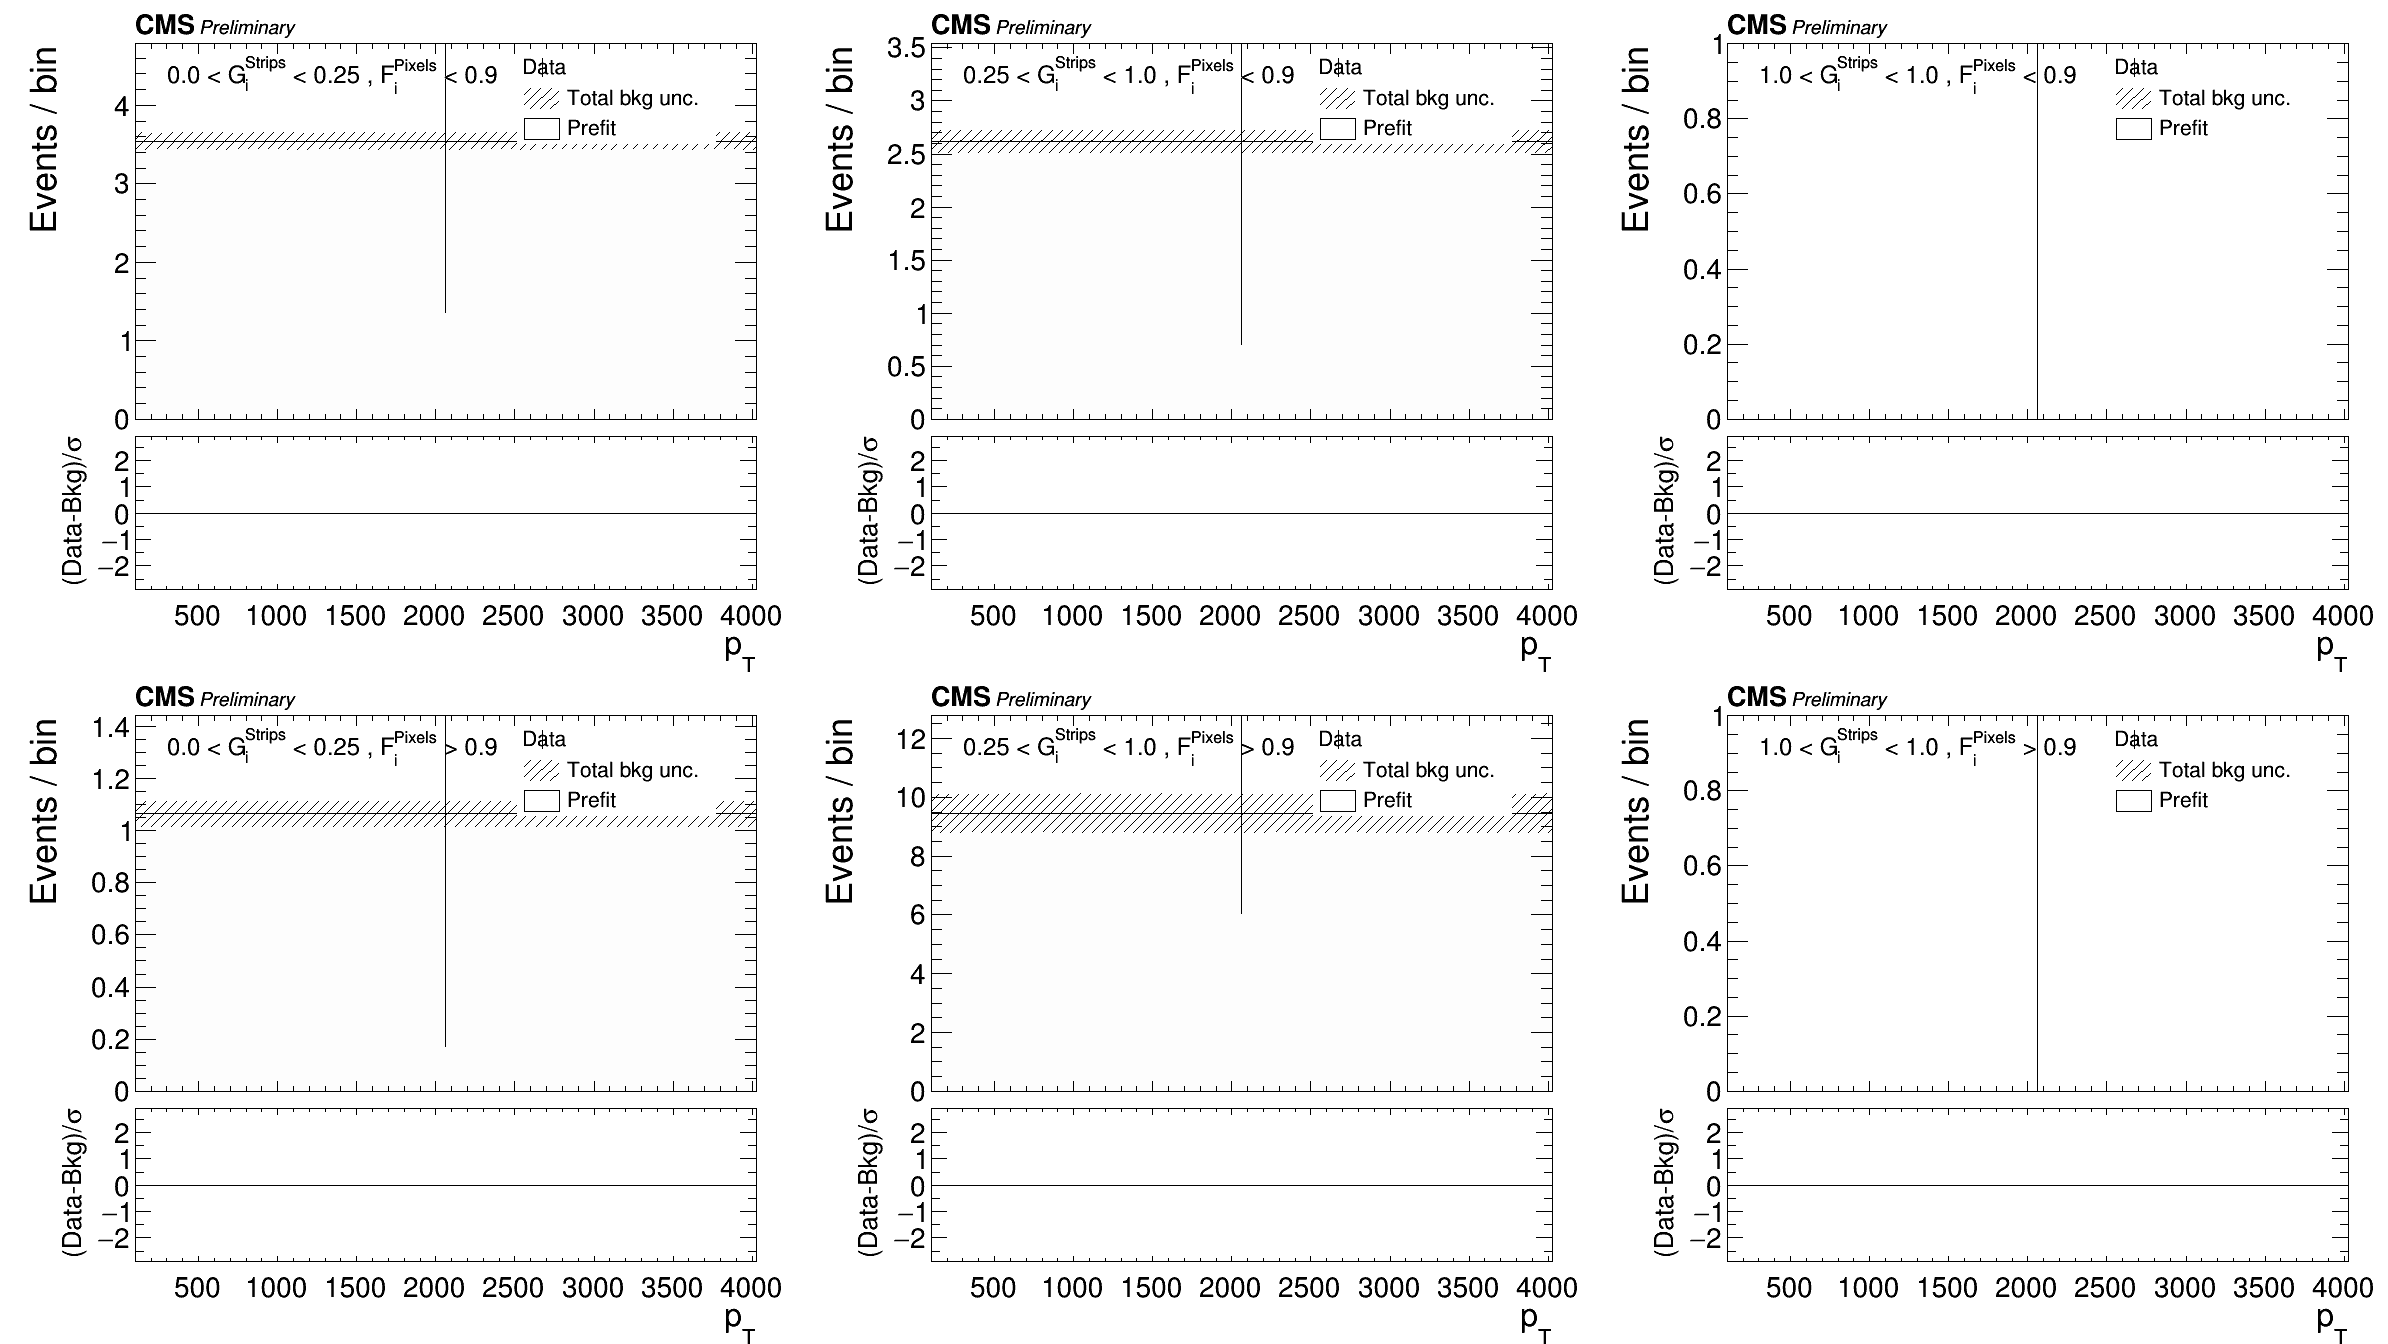 CMS Preliminary
Events / bin
0.0 < G_i^Strips < 0.25 , F_i^Pixels < 0.9
Data
Total bkg unc.
Prefit
4
3
2
1
0
(Data-Bkg)/σ
2
1
0
−1
−2
500 1000 1500 2000 2500 3000 3500 4000
p_T
CMS Preliminary
Events / bin
0.25 < G_i^Strips < 1.0 , F_i^Pixels < 0.9
Data
Total bkg unc.
Prefit
3.5
3
2.5
2
1.5
1
0.5
0
(Data-Bkg)/σ
2
1
0
−1
−2
500 1000 1500 2000 2500 3000 3500 4000
p_T
CMS Preliminary
Events / bin
1.0 < G_i^Strips < 1.0 , F_i^Pixels < 0.9
Data
Total bkg unc.
Prefit
1
0.8
0.6
0.4
0.2
0
(Data-Bkg)/σ
2
1
0
−1
−2
500 1000 1500 2000 2500 3000 3500 4000
p_T
CMS Preliminary
Events / bin
0.0 < G_i^Strips < 0.25 , F_i^Pixels > 0.9
Data
Total bkg unc.
Prefit
1.4
1.2
1
0.8
0.6
0.4
0.2
0
(Data-Bkg)/σ
2
1
0
−1
−2
500 1000 1500 2000 2500 3000 3500 4000
p_T
CMS Preliminary
Events / bin
0.25 < G_i^Strips < 1.0 , F_i^Pixels > 0.9
Data
Total bkg unc.
Prefit
12
10
8
6
4
2
0
(Data-Bkg)/σ
2
1
0
−1
−2
500 1000 1500 2000 2500 3000 3500 4000
p_T
CMS Preliminary
Events / bin
1.0 < G_i^Strips < 1.0 , F_i^Pixels > 0.9
Data
Total bkg unc.
Prefit
1
0.8
0.6
0.4
0.2
0
(Data-Bkg)/σ
2
1
0
−1
−2
500 1000 1500 2000 2500 3000 3500 4000
p_T